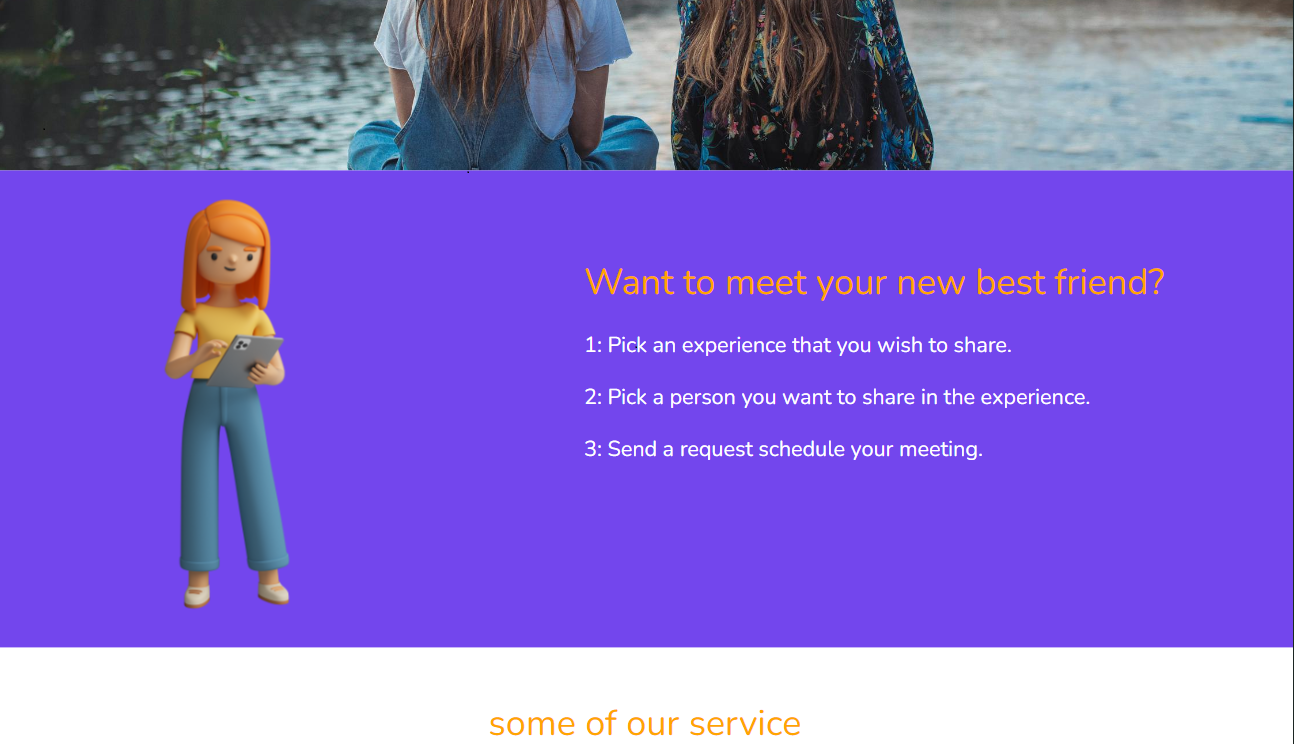 Want to meet your new best friend?
1: Pick an experience that you wish to share.
2: Pick a person you want to share in the experience.
3: Send a request schedule your meeting.
some of our service